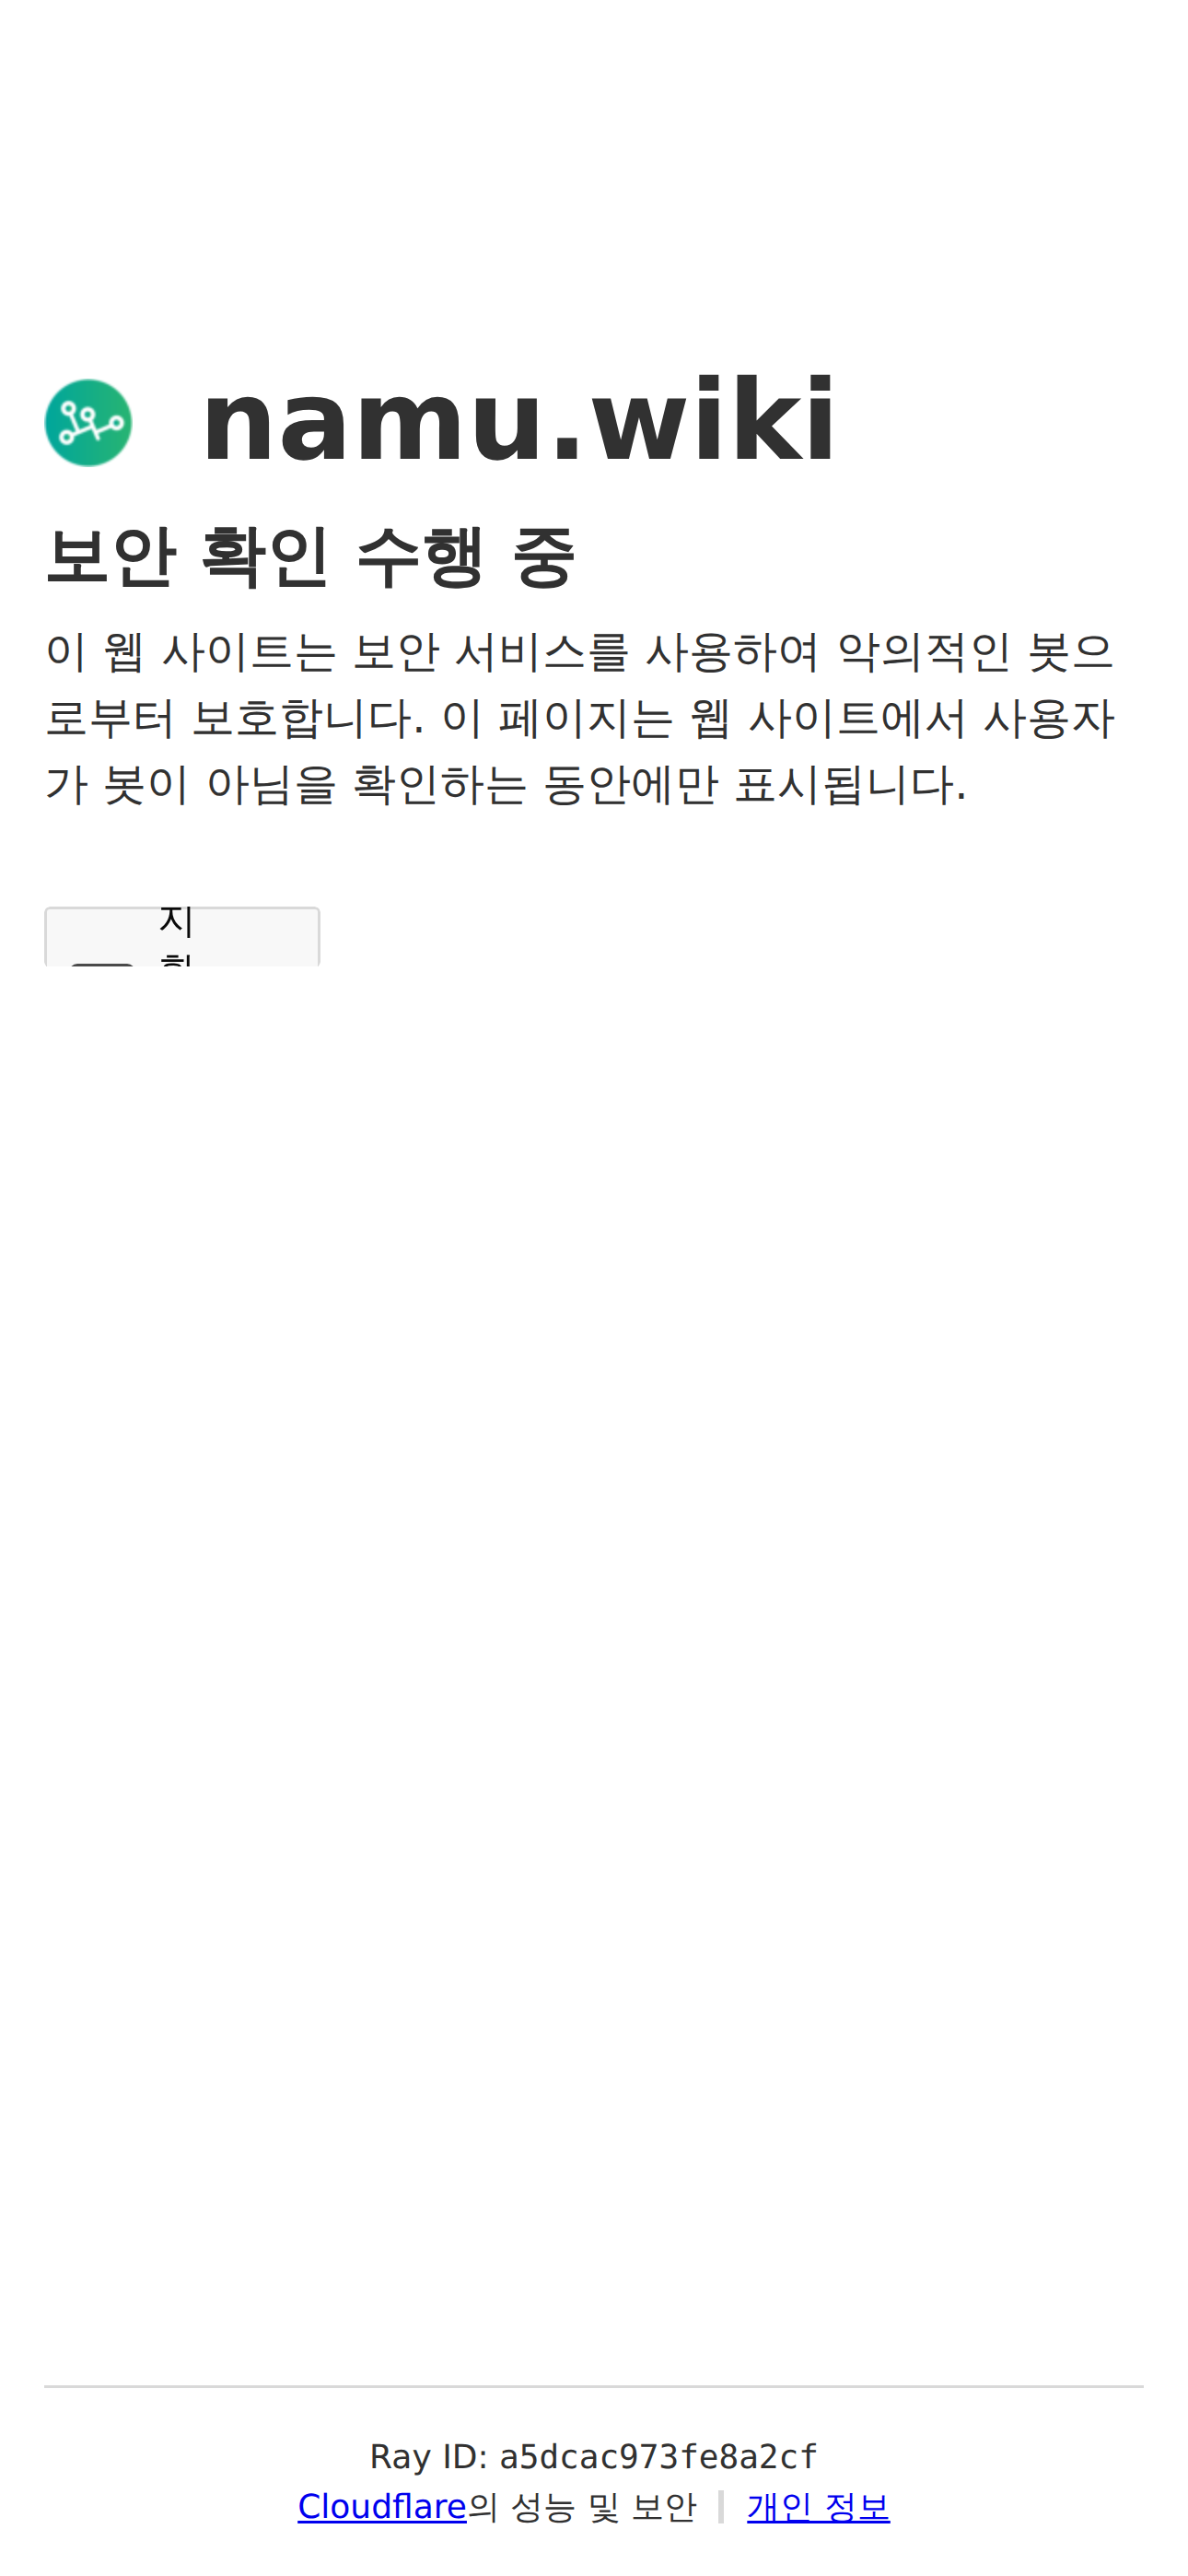 namu.wiki
보안 확인 수행 중
이 웹 사이트는 보안 서비스를 사용하여 악의적인 봇으
로부터 보호합니다. 이 페이지는 웹 사이트에서 사용자
가 봇이 아님을 확인하는 동안에만 표시됩니다.
지
Ray ID: a5dcac973fe8a2cf
Cloudflare의 성능 및 보안 | 개인 정보